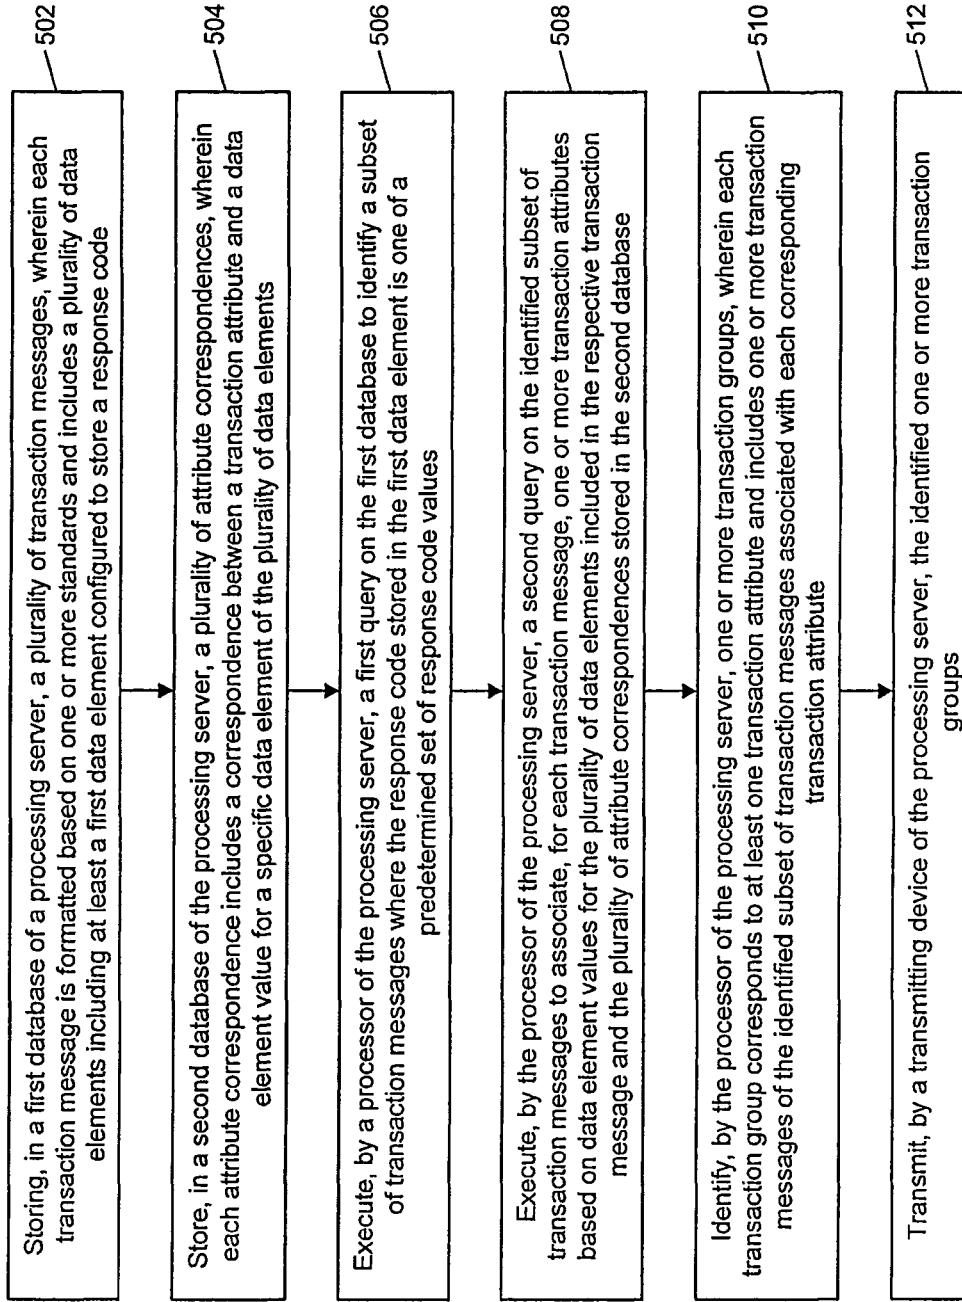 Storing, in a first database of a processing server, a plurality of transaction messages, wherein each
transaction message is formatted based on one or more standards and includes a plurality of data
elements including at least a first data element configured to store a response code
502
Store, in a second database of the processing server, a plurality of attribute correspondences, wherein
each attribute correspondence includes a correspondence between a transaction attribute and a data
element value for a specific data element of the plurality of data elements
504
Execute, by a processor of the processing server, a first query on the first database to identify a subset
of transaction messages where the response code stored in the first data element is one of a
predetermined set of response code values
506
Execute, by the processor of the processing server, a second query on the identified subset of
transaction messages to associate, for each transaction message, one or more transaction attributes
based on data element values for the plurality of data elements included in the respective transaction
message and the plurality of attribute correspondences stored in the second database
508
Identify, by the processor of the processing server, one or more transaction groups, wherein each
transaction group corresponds to at least one transaction attribute and includes one or more transaction
messages of the identified subset of transaction messages associated with each corresponding
transaction attribute
510
Transmit, by a transmitting device of the processing server, the identified one or more transaction
groups
512